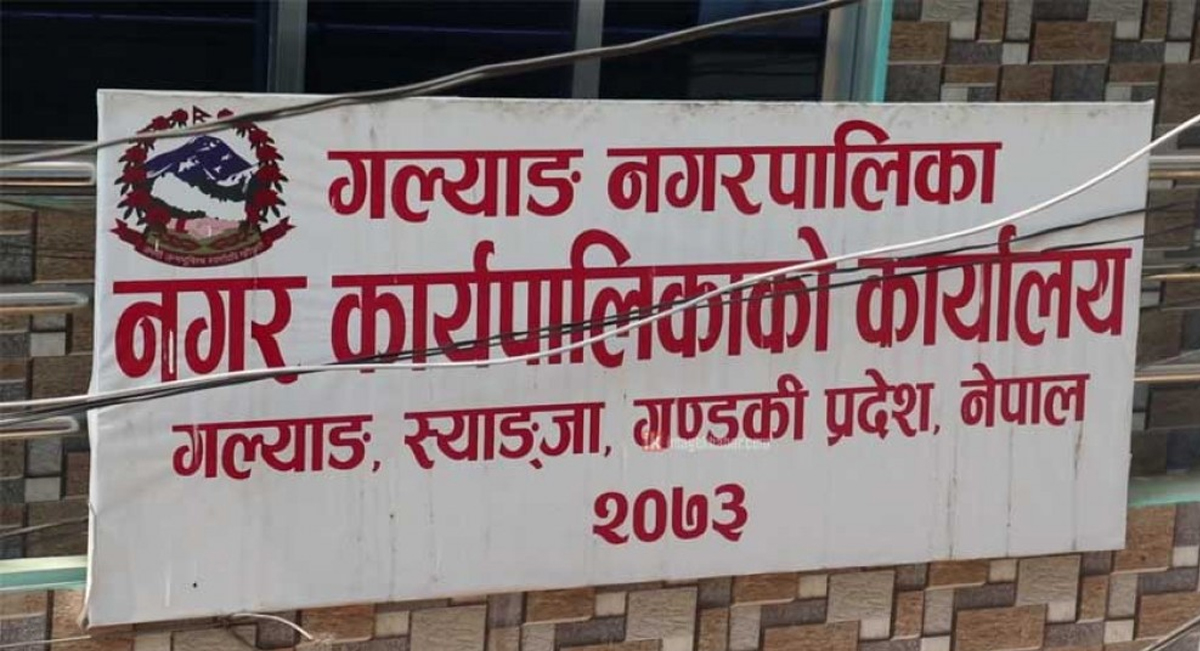 गल्याङ नगरपालिका
नगर कार्यपालिकाको कार्यालय
गल्याङ, स्याङ्जा, गण्डकी प्रदेश, नेपाल
२०७३